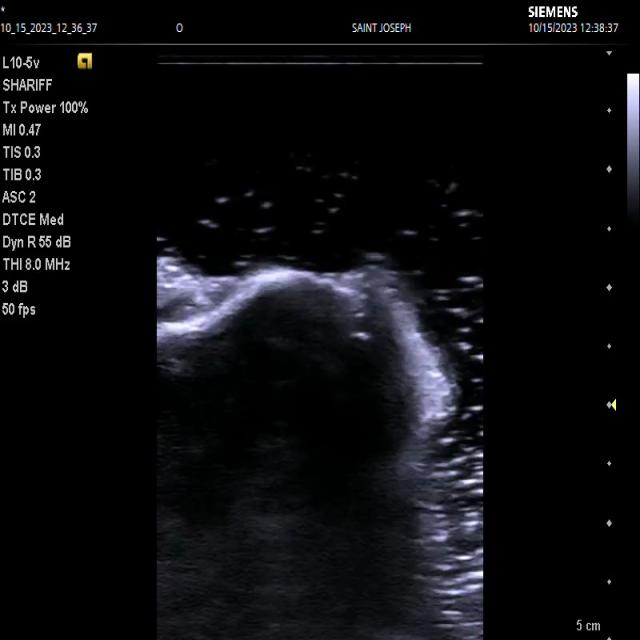 *
SIEMENS
10_15_2023_12_36_37 O SAINT JOSEPH 10/15/2023 12:38:37
L10-5v
SHARIFF
Tx Power 100%
MI 0.47
TIS 0.3
TIB 0.3
ASC 2
DTCE Med
Dyn R 55 dB
THI 8.0 MHz
3 dB
50 fps
5 cm